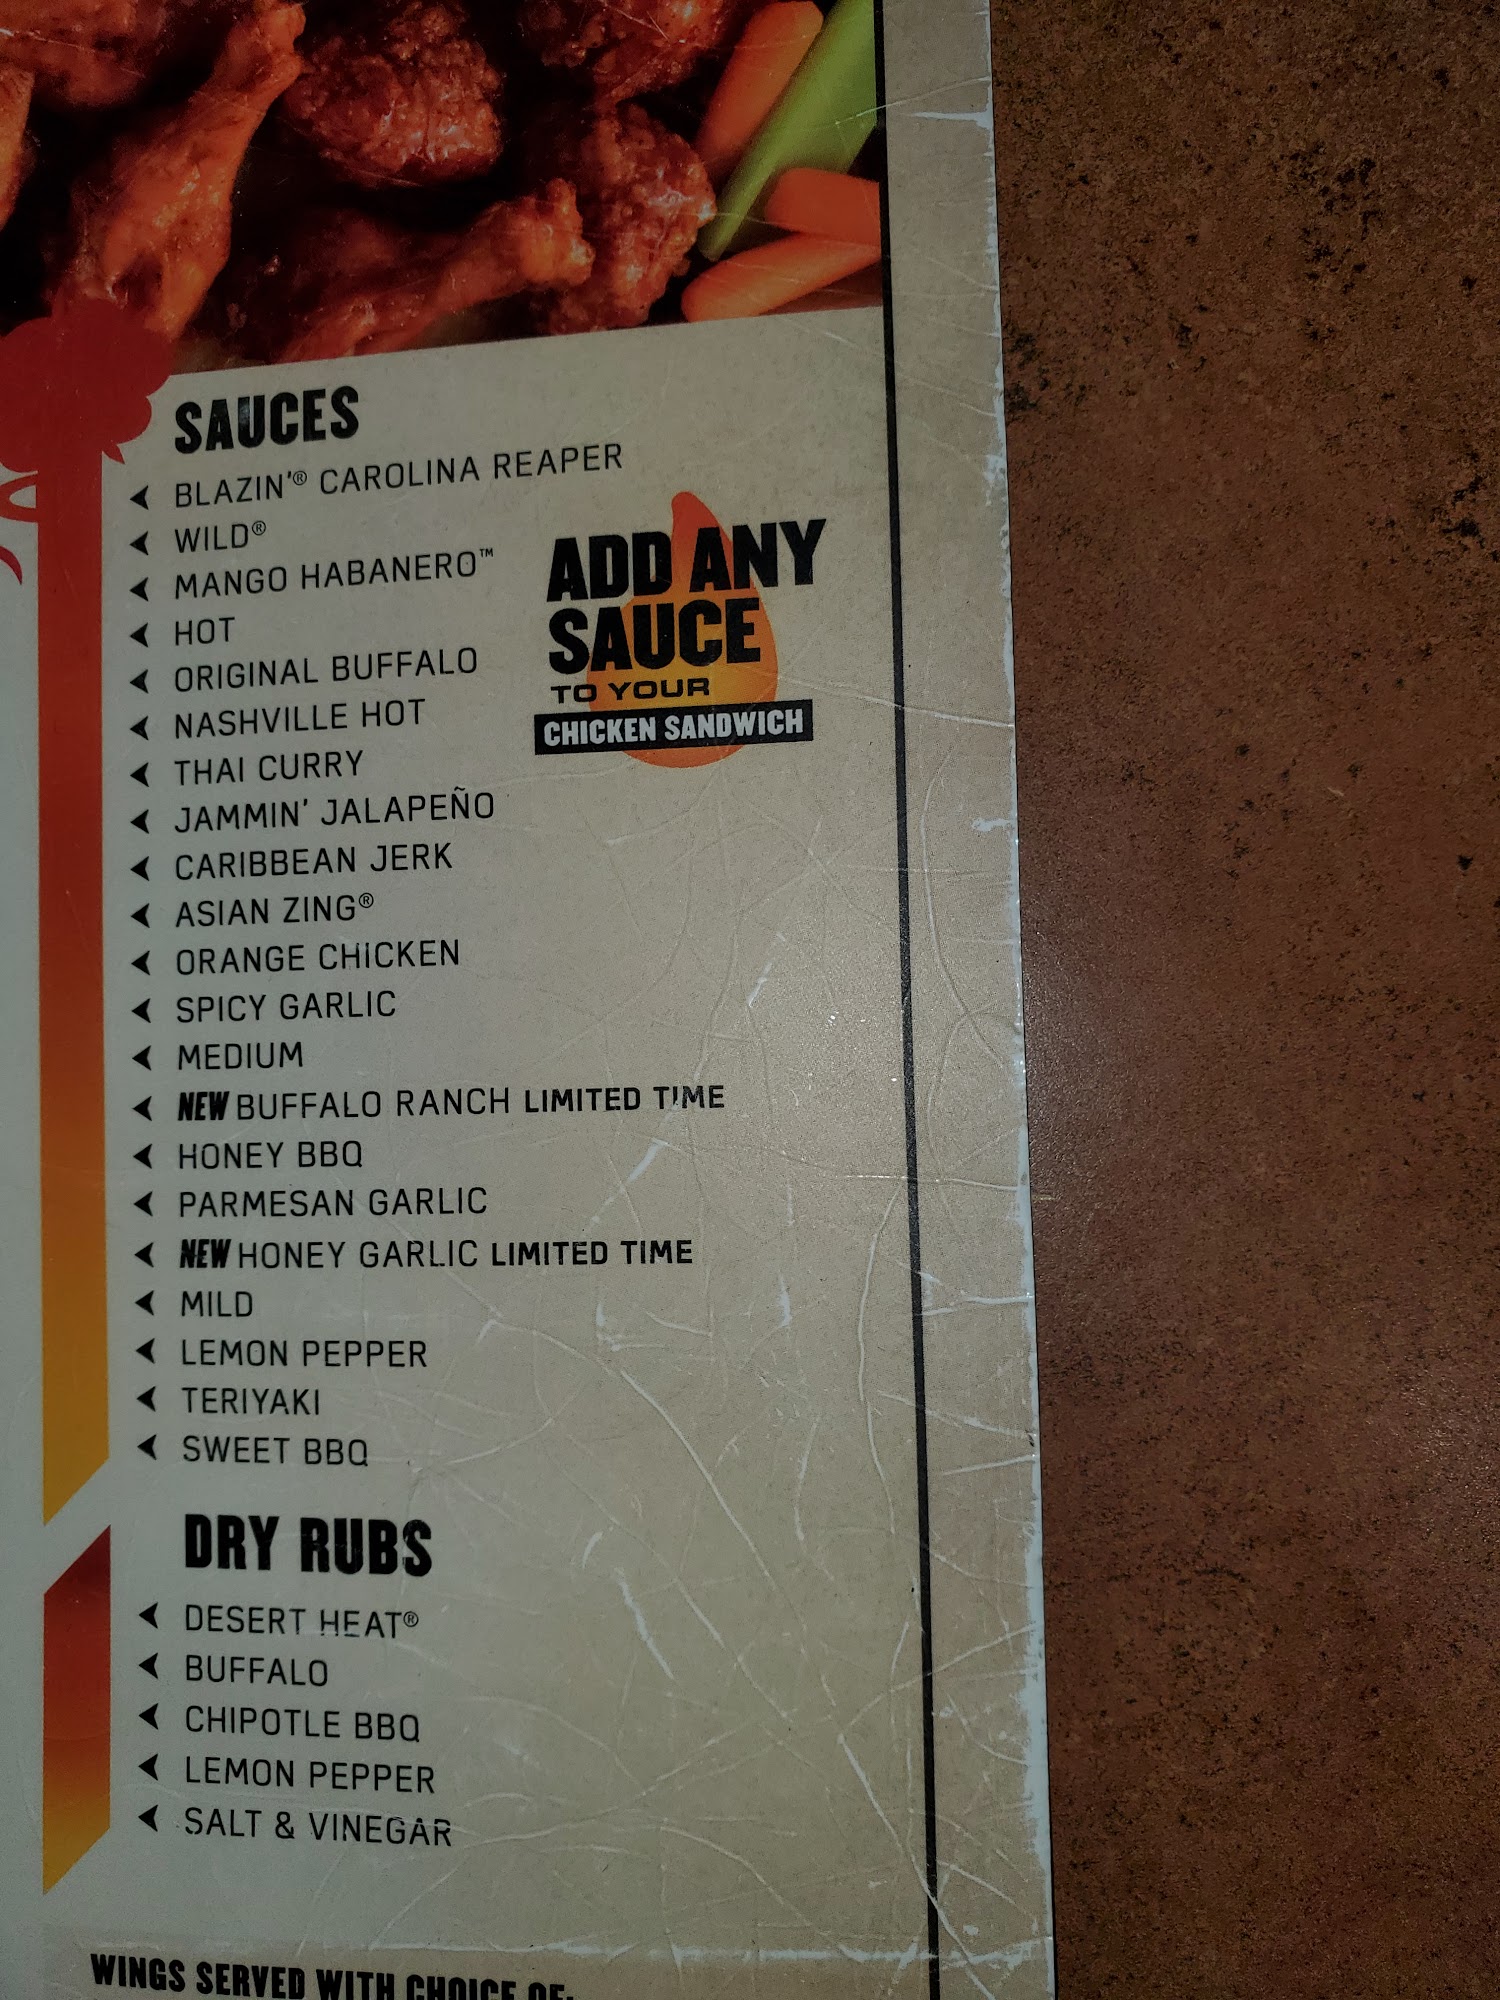 SAUCES
BLAZIN'® CAROLINA REAPER
WILD®
MANGO HABANERO™
HOT
ORIGINAL BUFFALO
NASHVILLE HOT
THAI CURRY
JAMMIN' JALAPEÑO
CARIBBEAN JERK
ASIAN ZING®
ORANGE CHICKEN
SPICY GARLIC
MEDIUM
NEW BUFFALO RANCH LIMITED TIME
HONEY BBQ
PARMESAN GARLIC
NEW HONEY GARLIC LIMITED TIME
MILD
LEMON PEPPER
TERIYAKI
SWEET BBQ
ADD ANY
SAUCE
TO YOUR
CHICKEN SANDWICH
DRY RUBS
DESERT HEAT®
BUFFALO
CHIPOTLE BBQ
LEMON PEPPER
SALT & VINEGAR
WINGS SERVED WITH CHOICE OF: